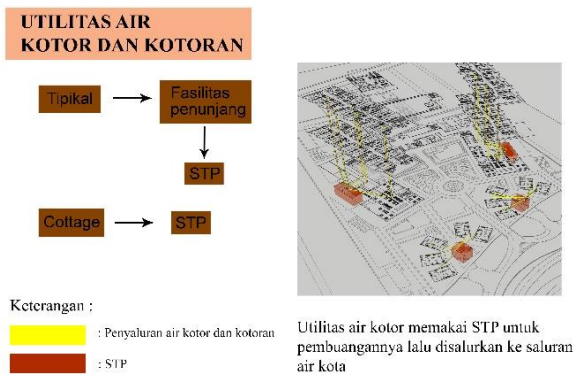 UTILITAS AIR
KOTOR DAN KOTORAN
Tipikal
Fasilitas
penunjang
STP
Cottage
STP
Keterangan :
: Penyaluran air kotor dan kotoran
: STP
Utilitas air kotor memakai STP untuk
pembuangannya lalu disalurkan ke saluran
air kota